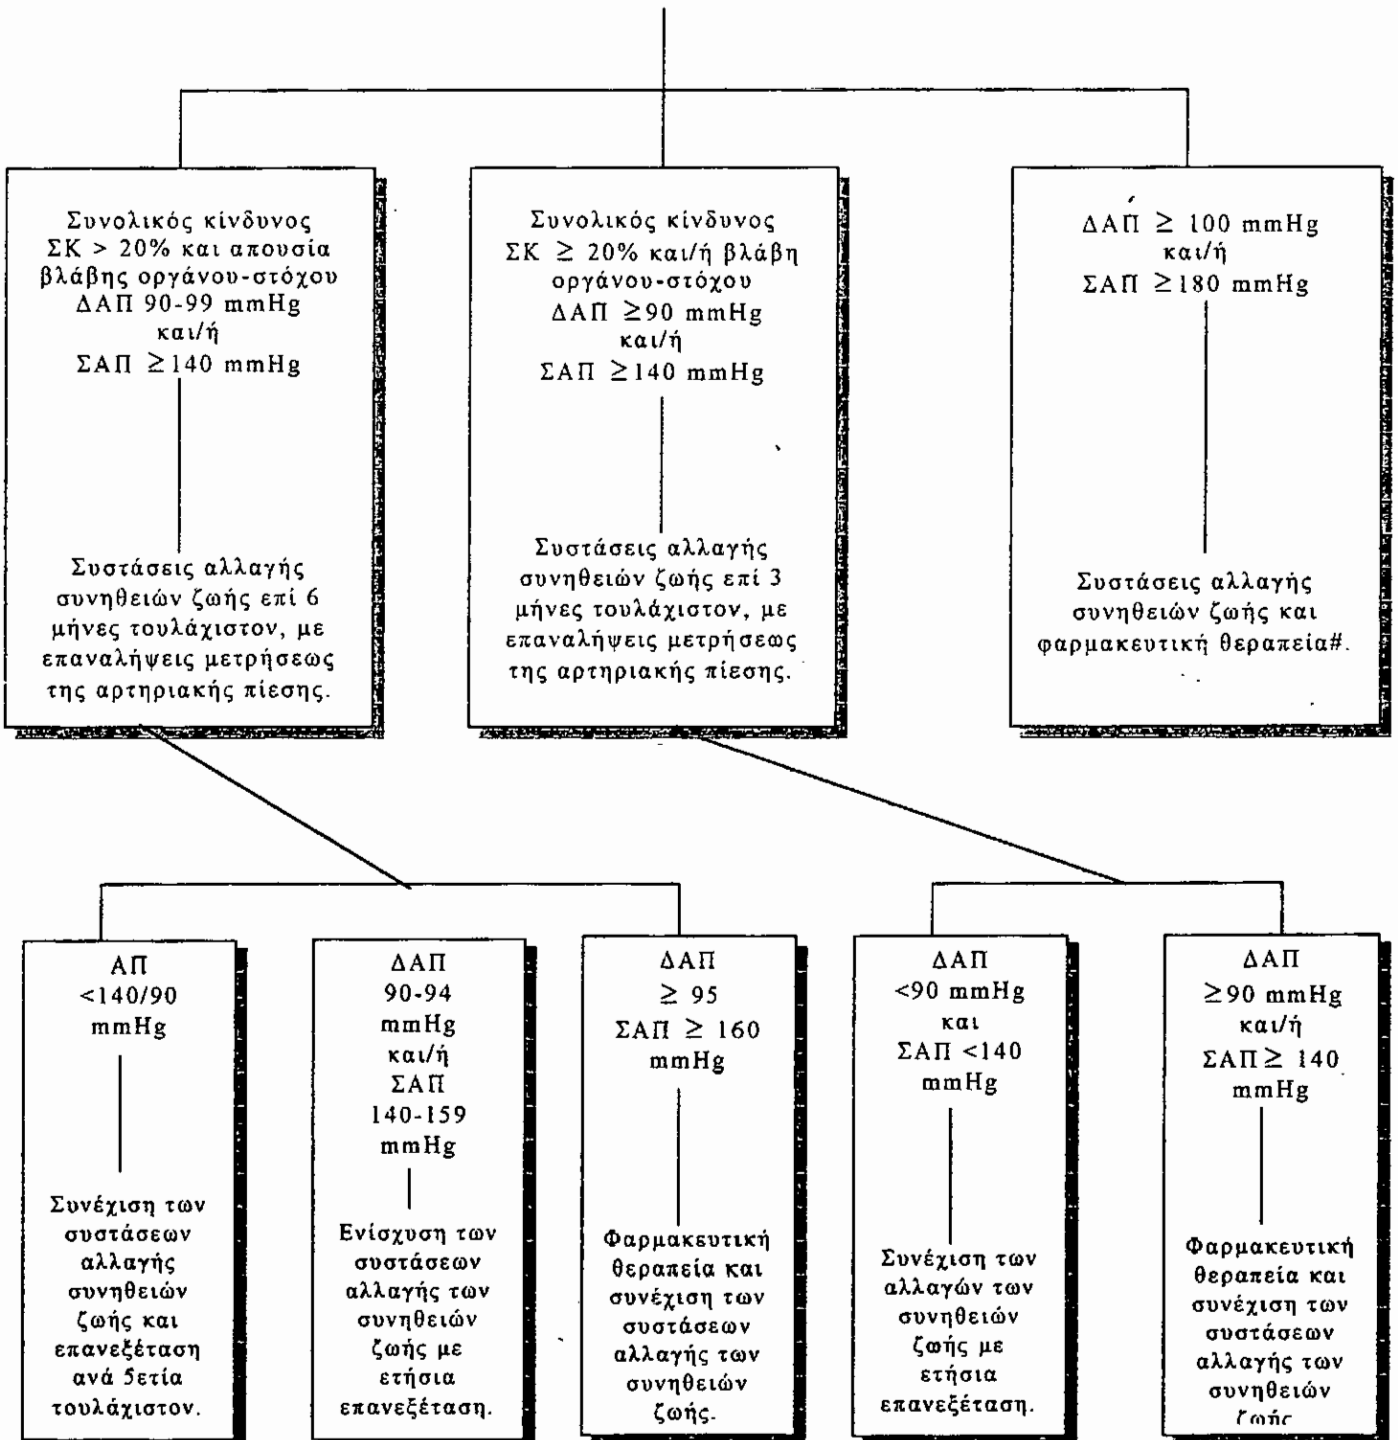 Συνολικός κίνδυνος
ΣΚ > 20% και απουσία
βλάβης οργάνου-στόχου
ΔΑΠ 90-99 mmHg
και/ή
ΣΑΠ ≥140 mmHg
Συστάσεις αλλαγής
συνηθειών ζωής επί 6
μήνες τουλάχιστον, με
επαναλήψεις μετρήσεως
της αρτηριακής πίεσης.
Συνολικός κίνδυνος
ΣΚ ≥ 20% και/ή βλάβη
οργάνου-στόχου
ΔΑΠ ≥90 mmHg
και/ή
ΣΑΠ ≥140 mmHg
Συστάσεις αλλαγής
συνηθειών ζωής επί 3
μήνες τουλάχιστον, με
επαναλήψεις μετρήσεως
της αρτηριακής πίεσης.
ΔΑΠ ≥ 100 mmHg
και/ή
ΣΑΠ ≥180 mmHg
Συστάσεις αλλαγής
συνηθειών ζωής και
φαρμακευτική θεραπεία#.
ΑΠ
<140/90
mmHg
Συνέχιση των
συστάσεων
αλλαγής
συνηθειών
ζωής και
επανεξέταση
ανά 5ετία
τουλάχιστον.
ΔΑΠ
90-94
mmHg
και/ή
ΣΑΠ
140-159
mmHg
Ενίσχυση των
συστάσεων
αλλαγής των
συνηθειών
ζωής με
ετήσια
επανεξέταση.
ΔΑΠ
≥ 95
ΣΑΠ ≥ 160
mmHg
Φαρμακευτική
θεραπεία και
συνέχιση των
συστάσεων
αλλαγής των
συνηθειών
ζωής.
ΔΑΠ
<90 mmHg
και
ΣΑΠ <140
mmHg
Συνέχιση των
αλλαγών των
συνηθειών
ζωής με
ετήσια
επανεξέταση.
ΔΑΠ
≥90 mmHg
και/ή
ΣΑΠ≥ 140
mmHg
Φαρμακευτική
θεραπεία και
συνέχιση των
συστάσεων
αλλαγής των
συνηθειών
ζωής